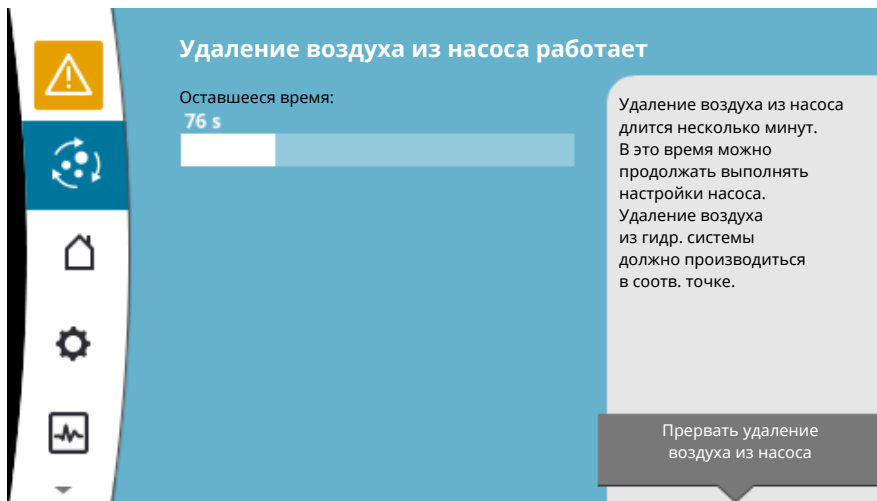 Удаление воздуха из насоса работает
Оставшееся время:
76 s
Удаление воздуха из насоса
длится несколько минут.
В это время можно
продолжать выполнять
настройки насоса.
Удаление воздуха
из гидр. системы
должно производиться
в соотв. точке.
Прервать удаление
воздуха из насоса